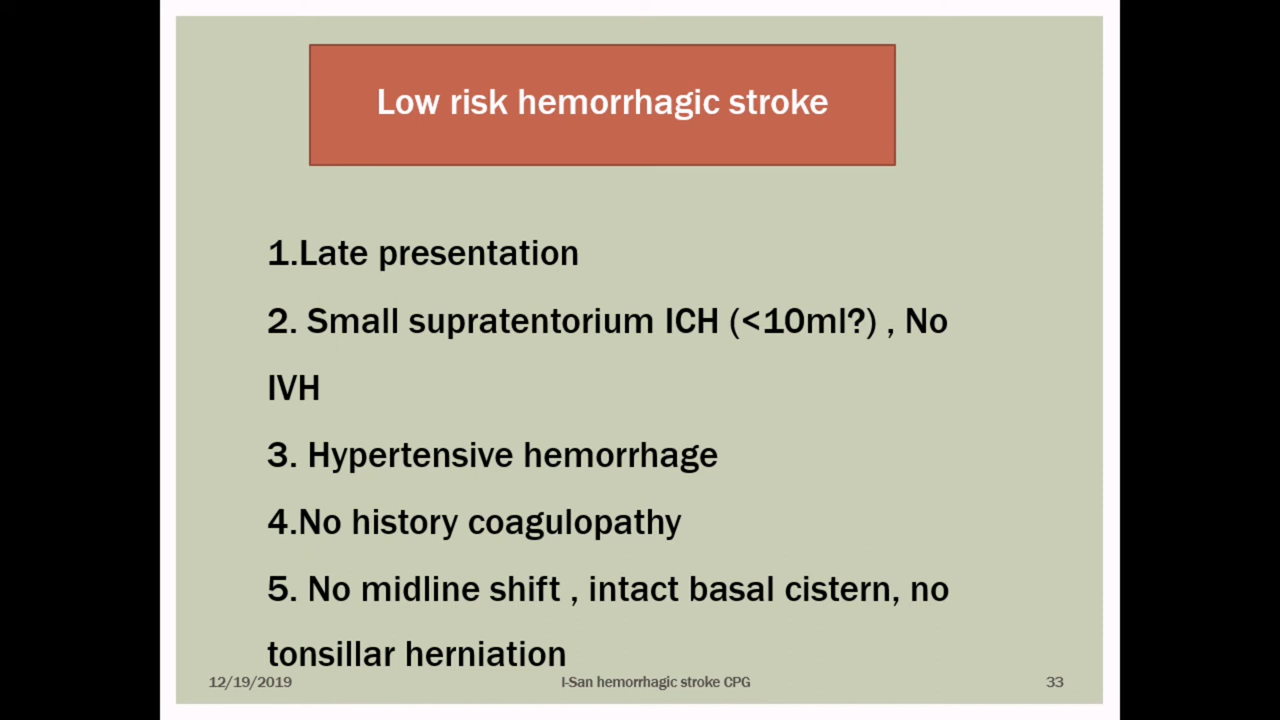 Low risk hemorrhagic stroke
1.Late presentation
2. Small supratentorium ICH (<10ml?) , No
IVH
3. Hypertensive hemorrhage
4.No history coagulopathy
5. No midline shift , intact basal cistern, no
tonsillar herniation
12/19/2019 I-San hemorrhagic stroke CPG 33